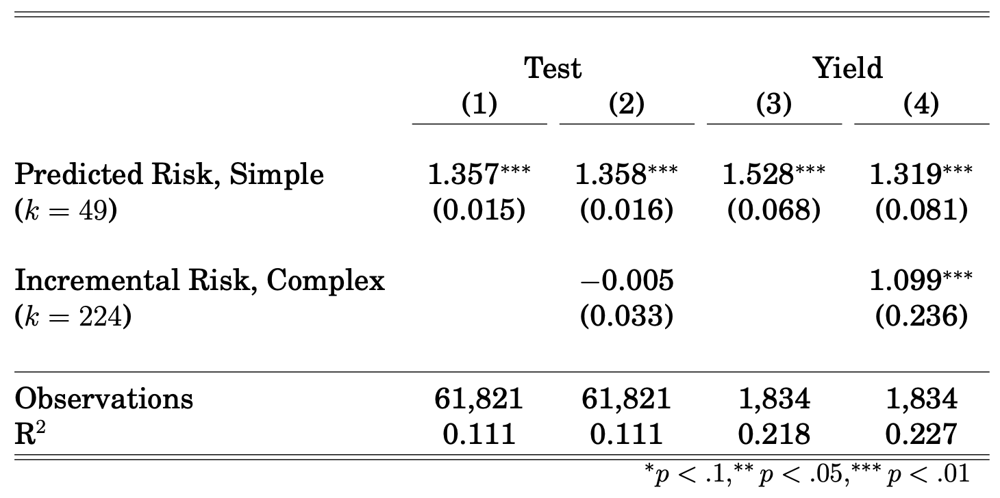 Test Yield
(1) (2) (3) (4)
Predicted Risk, Simple 1.357*** 1.358*** 1.528*** 1.319***
(k = 49) (0.015) (0.016) (0.068) (0.081)
Incremental Risk, Complex −0.005 1.099***
(k = 224) (0.033) (0.236)
Observations 61,821 61,821 1,834 1,834
R² 0.111 0.111 0.218 0.227
*p < .1,** p < .05,*** p < .01